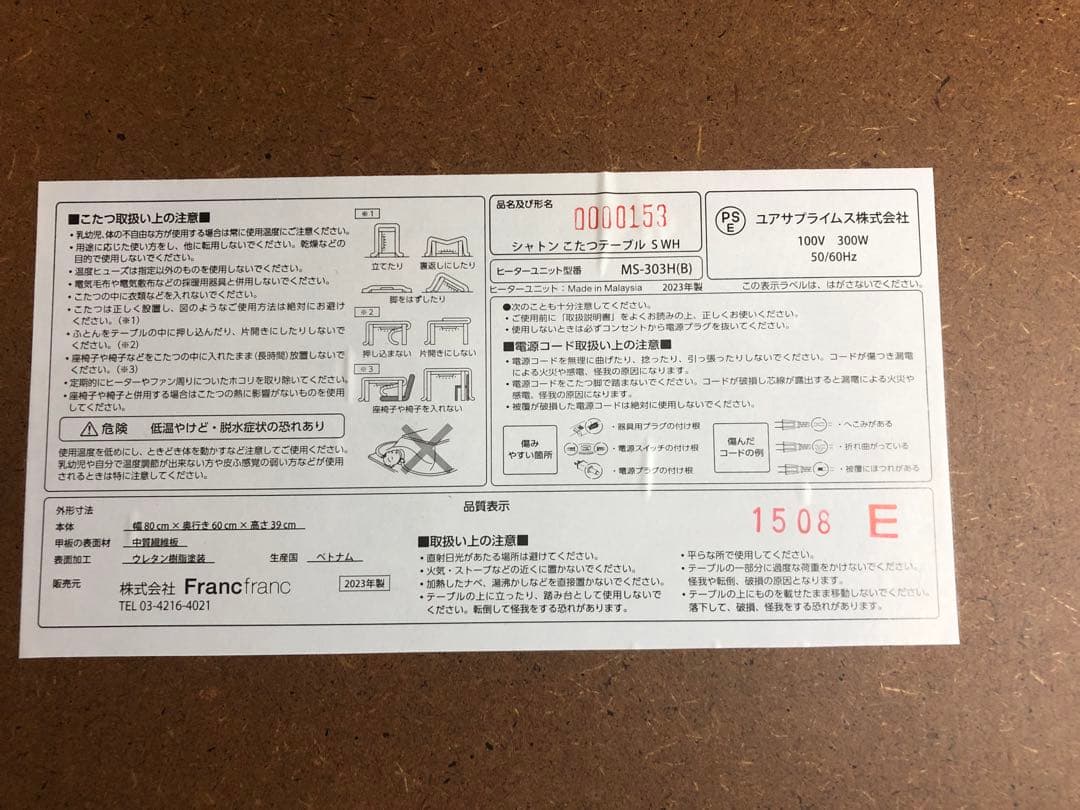 ■こたつ取扱い上の注意■
・乳幼児、体の不自由な方が使用する場合は常に使用温度にご注意ください。
・用途に応じた使い方をし、他に転用しないでください。乾燥などの
目的で使用しないでください。
・温度ヒューズは指定以外のものを使用しないでください。
・電気毛布や電気敷布などの採暖用器具と併用しないでください。
・こたつの中に衣類などを入れないでください。
・こたつは正しく設置し、図のようなご使用方法は絶対にお避け
ください。(※1)
・ふとんをテーブルの中に押し込んだり、片開きにしたりしないで
ください。(※2)
・座椅子や椅子などをこたつの中に入れたまま(長時間)放置しないで
ください。(※3)
・定期的にヒーターやファン周りについたホコリを取り除いてください。
・座椅子や椅子と併用する場合はこたつの熱に影響がないものを使用
してください。
⚠危険 低温やけど・脱水症状の恐れあり
使用温度を低めにし、ときどき体を動かすなど注意してご使用ください。
乳幼児や自分で温度調節が出来ない方や皮ふ感覚の弱い方などが使用
されるときは特に注意してください。
※1
立てたり 裏返しにしたり
脚をはずしたり
※2
押し込まない 片開きにしない
※3
座椅子や椅子を入れない
品名及び形名
0000153
シャトン こたつテーブル S WH
ヒーターユニット型番 MS-303H(B)
ヒーターユニット：Made in Malaysia 2023年製
PS
E
ユアサプライムス株式会社
100V 300W
50/60Hz
この表示ラベルは、はがさないでください。
●次のことも十分注意してください。
・ご使用前に「取扱説明書」をよくお読みの上、正しくお使いください。
・使用しないときは必ずコンセントから電源プラグを抜いてください。
■電源コード取扱い上の注意■
・電源コードを無理に曲げたり、捻ったり、引っ張ったりしないでください。コードが傷つき漏電
による火災や感電、怪我の原因になります。
・電源コードをこたつ脚で踏まないでください。コードが破損し芯線が露出すると漏電による火災や
感電、怪我の原因になります。
・被覆が破損した電源コードは絶対に使用しないでください。
傷み
やすい箇所
・器具用プラグの付け根
・電源スイッチの付け根
・電源プラグの付け根
傷んだ
コードの例
・へこみがある
・折れ曲がっている
・被覆にほつれがある
品質表示
外形寸法
本体 幅80cm×奥行き60cm×高さ39cm
甲板の表面材 中質繊維板
表面加工 ウレタン樹脂塗装 生産国 ベトナム
販売元 株式会社 Francfranc 2023年製
TEL 03-4216-4021
■取扱い上の注意■
・直射日光があたる場所は避けてください。
・火気・ストーブなどの近くに置かないでください。
・加熱したナベ、湯沸かしなどを直接置かないでください。
・テーブルの上に立ったり、踏み台として使用しないで
ください。転倒して怪我をする恐れがあります。
1508 E
・平らな所で使用してください。
・テーブルの一部分に過度な荷重をかけないでください。
怪我や転倒、破損の原因となります。
・テーブルの上にものを載せたまま移動しないでください。
落下して、破損、怪我をする恐れがあります。